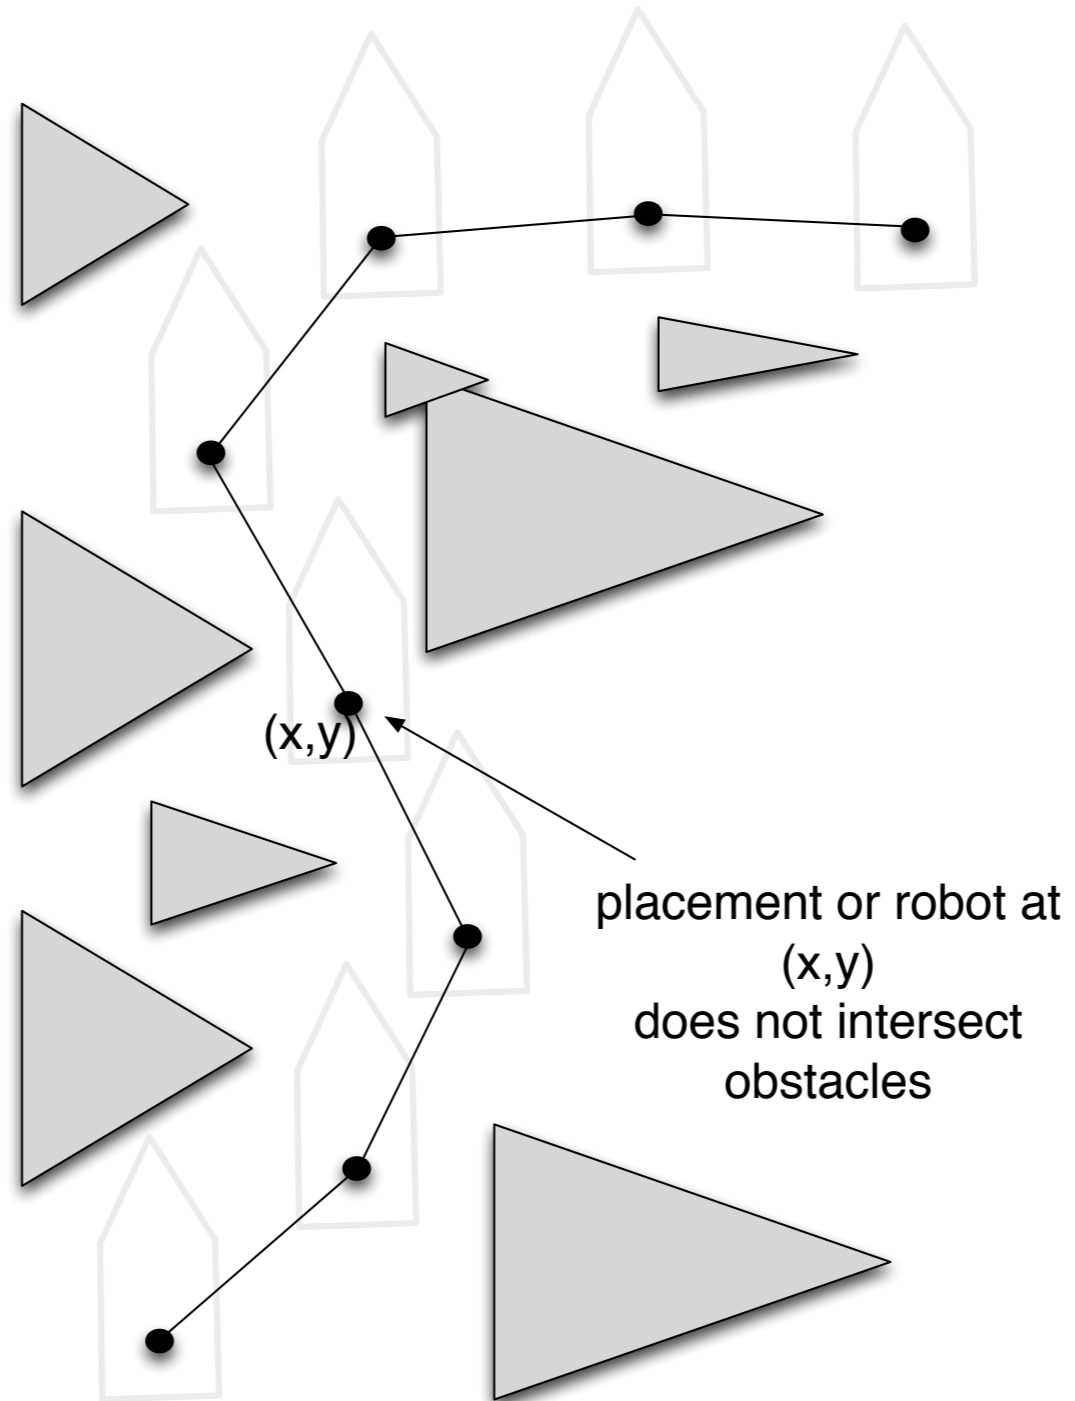 (x,y)
placement or robot at
(x,y)
does not intersect
obstacles